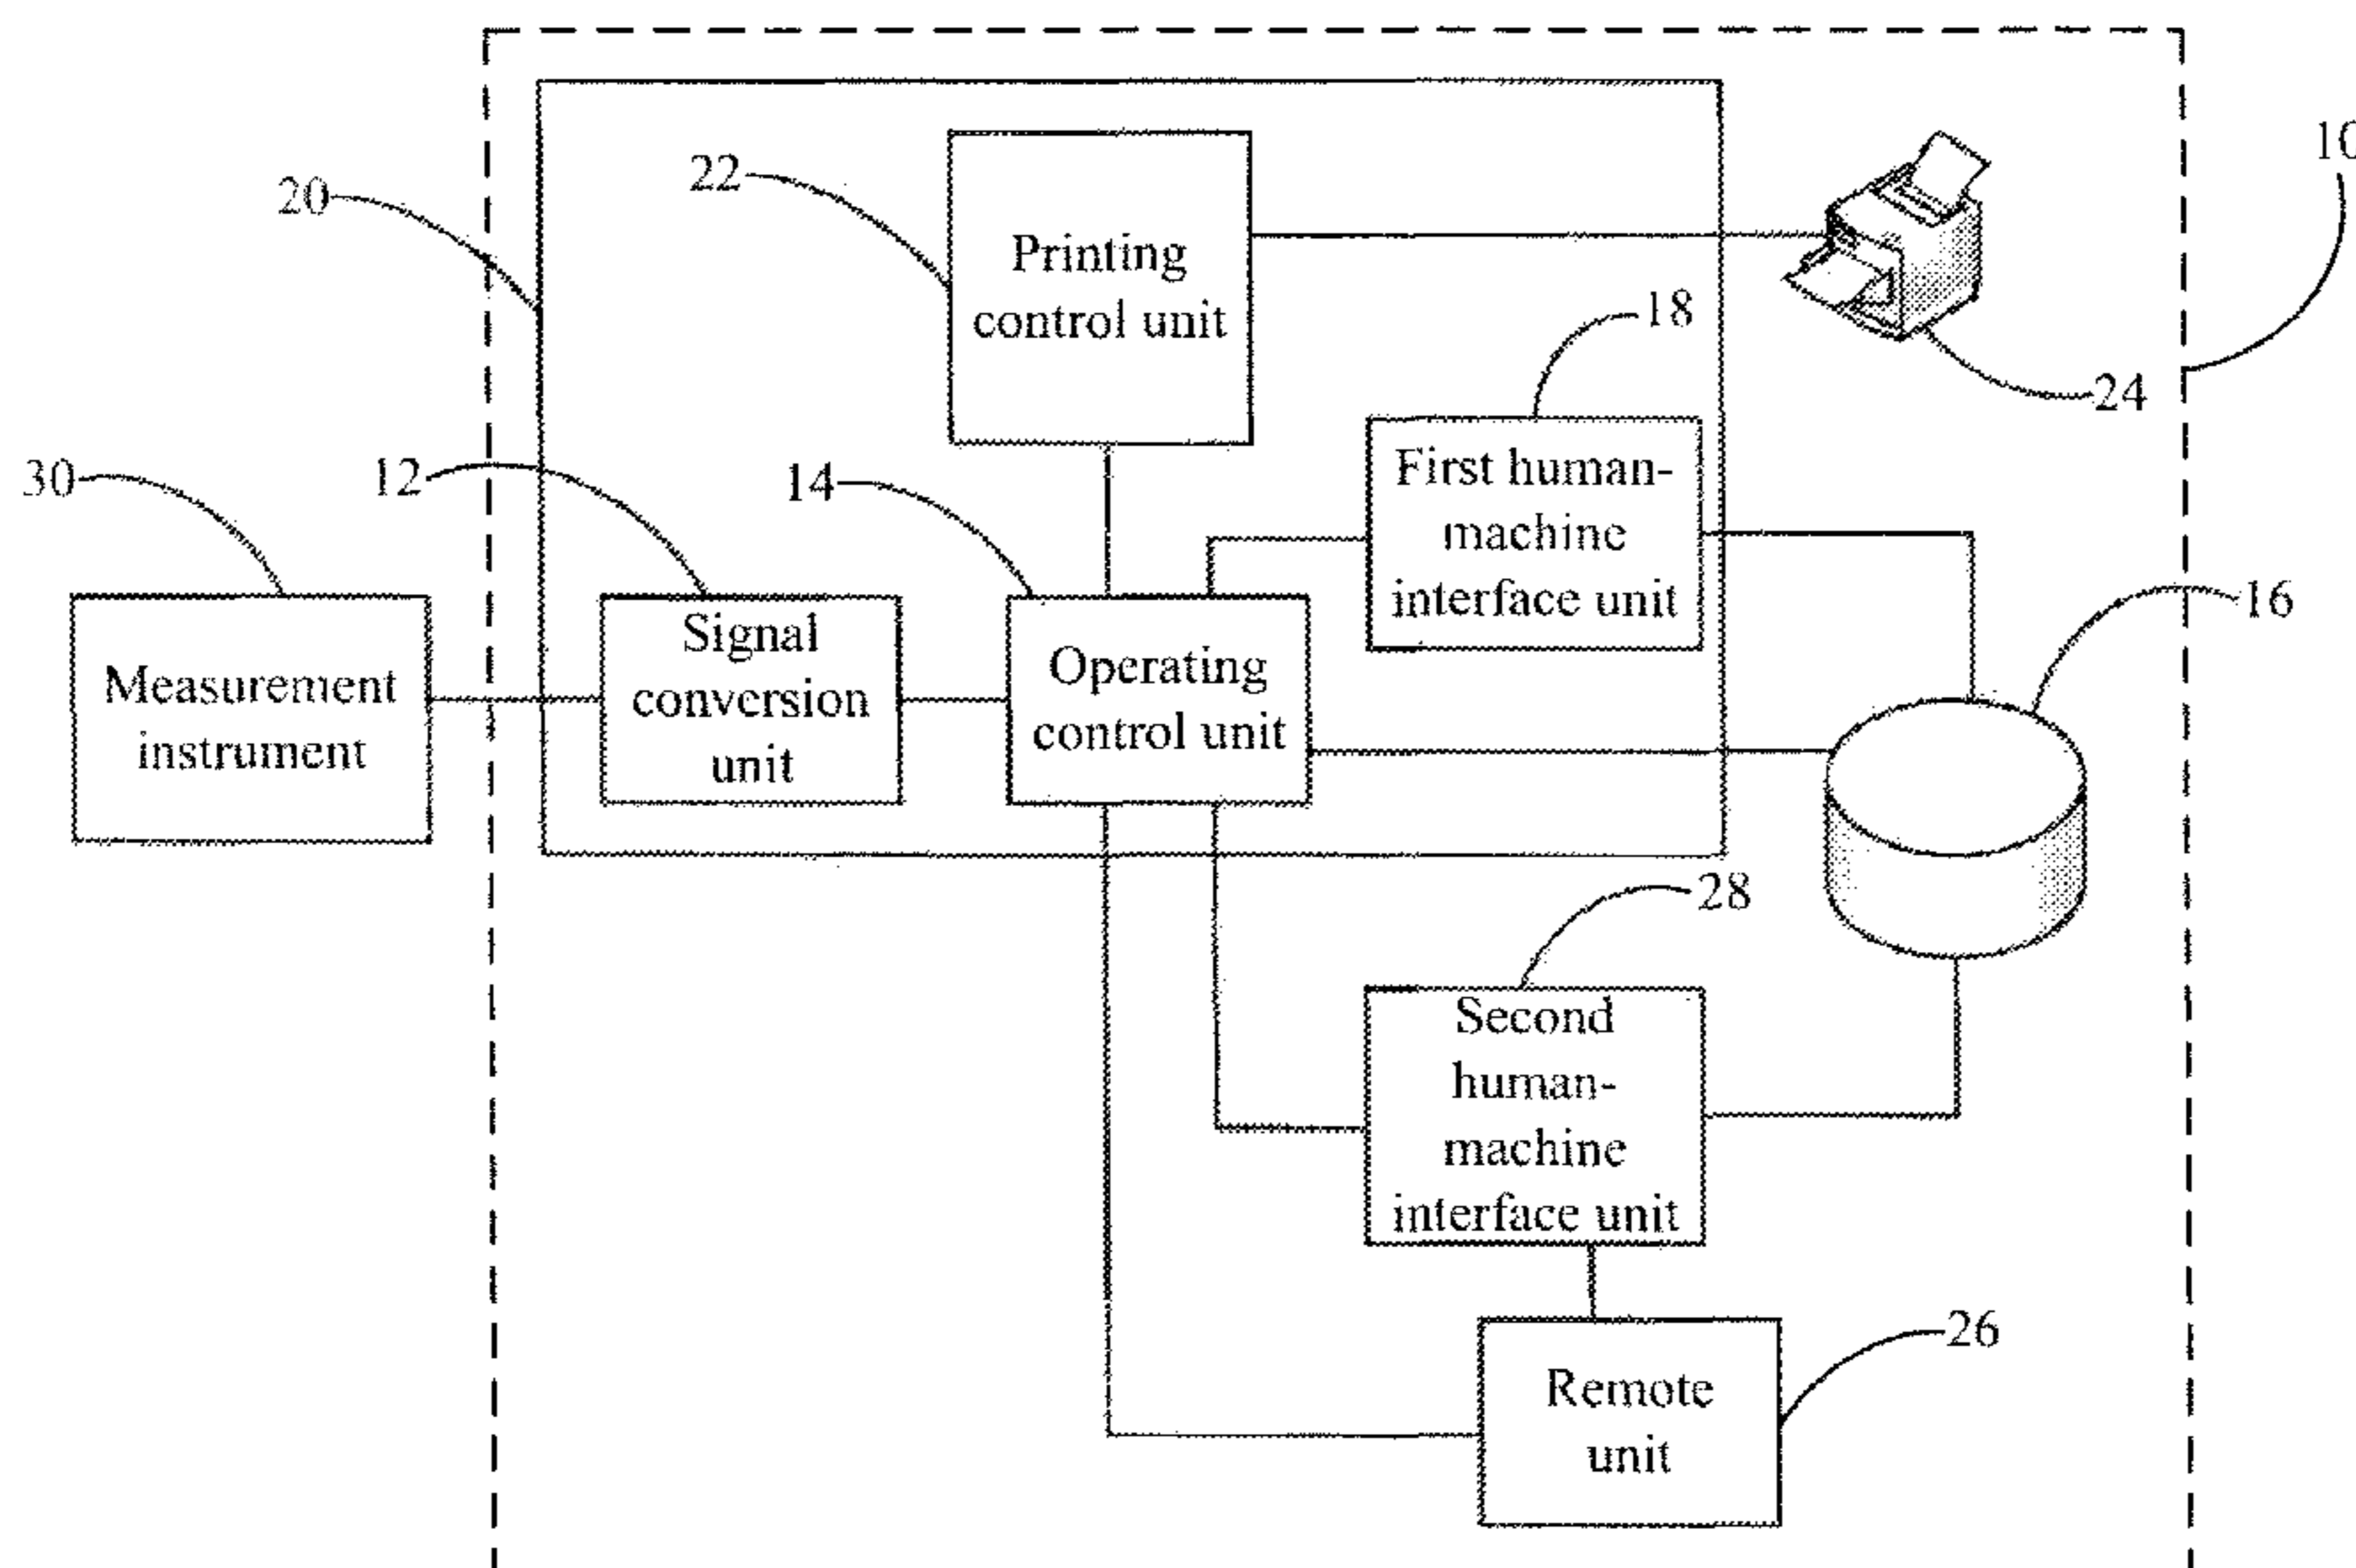 10
20
22
Printing
control unit
18
24
30
12
14
First human-
machine
interface unit
16
Measurement
instrument
Signal
conversion
unit
Operating
control unit
28
Second
human-
machine
interface unit
26
Remote
unit